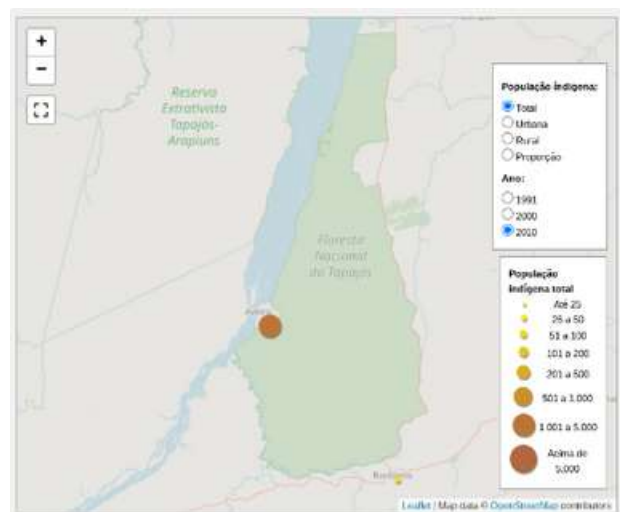 +
−
Reserva
Extrativista
Tapajós-
Arapiuns
Floresta
Nacional
do Tapajós
População indígena:
Total
Urbana
Rural
Proporção
Ano:
1991
2000
2010
População
indígena total
Até 25
26 a 50
51 a 100
101 a 200
201 a 500
501 a 1.000
1.001 a 5.000
Acima de
5.000
Leaflet | Map data © OpenStreetMap contributors